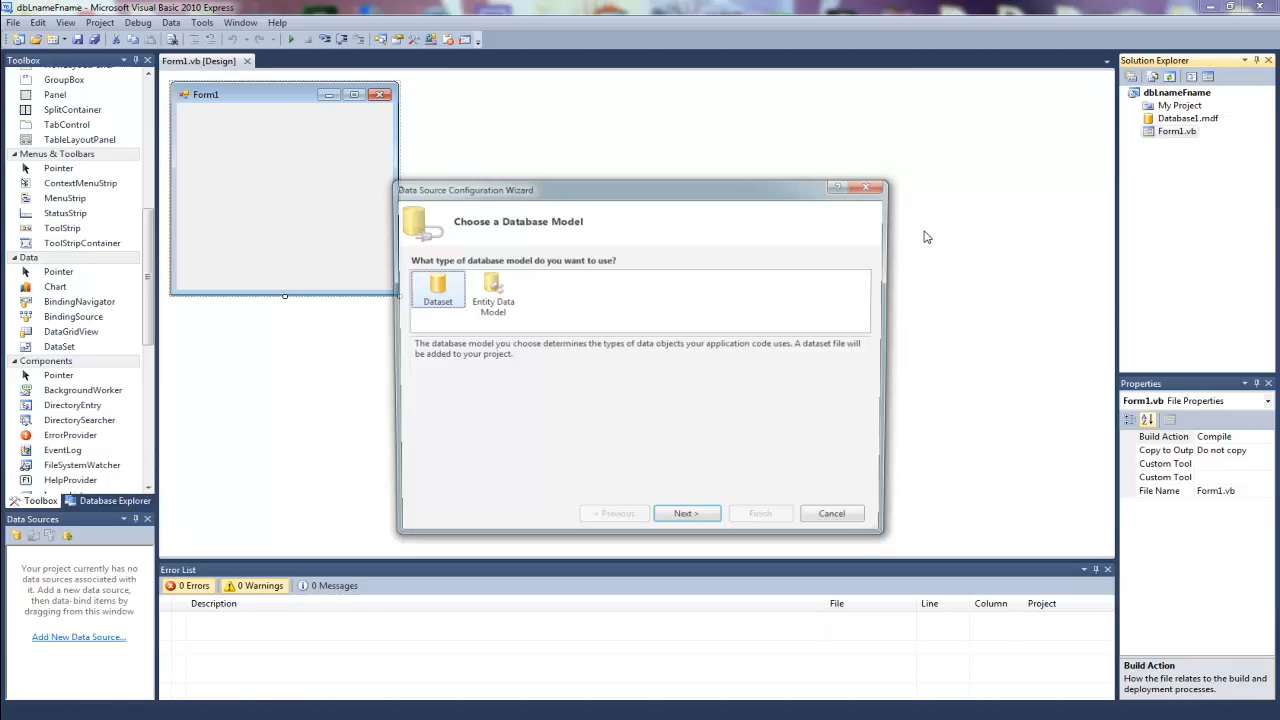 dbLnameFname - Microsoft Visual Basic 2010 Express
File Edit View Project Debug Data Tools Window Help
Toolbox
GroupBox
Panel
SplitContainer
TabControl
TableLayoutPanel
Menus & Toolbars
Pointer
ContextMenuStrip
MenuStrip
StatusStrip
ToolStrip
ToolStripContainer
Data
Pointer
Chart
BindingNavigator
BindingSource
DataGridView
DataSet
Components
Pointer
BackgroundWorker
DirectoryEntry
DirectorySearcher
ErrorProvider
EventLog
FileSystemWatcher
HelpProvider
Toolbox Database Explorer
Data Sources
Your project currently has no
data sources associated with
it. Add a new data source,
then data-bind items by
dragging from this window
Add New Data Source...
Form1.vb [Design]
Form1
Data Source Configuration Wizard
Choose a Database Model
What type of database model do you want to use?
Dataset
Entity Data
Model
The database model you choose determines the types of data objects your application code uses. A dataset file will
be added to your project.
< Previous Next > Finish Cancel
Error List
0 Errors 0 Warnings 0 Messages
Description File Line Column Project
Solution Explorer
dbLnameFname
My Project
Database1.mdf
Form1.vb
Properties
Form1.vb File Properties
Build Action Compile
Copy to Outp Do not copy
Custom Tool
Custom Tool
File Name Form1.vb
Build Action
How the file relates to the build and
deployment processes.